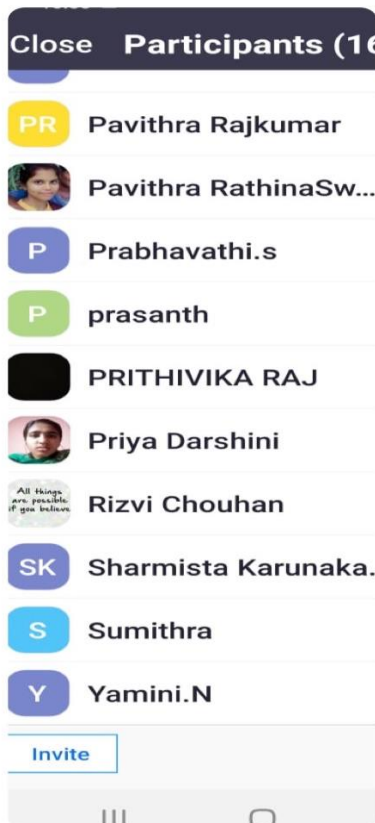 Close Participants (16
PR Pavithra Rajkumar
Pavithra RathinaSw...
P Prabhavathi.s
P prasanth
PRITHIVIKA RAJ
Priya Darshini
All things
are possible
if you believe
Rizvi Chouhan
SK Sharmista Karunaka.
S Sumithra
Y Yamini.N
Invite